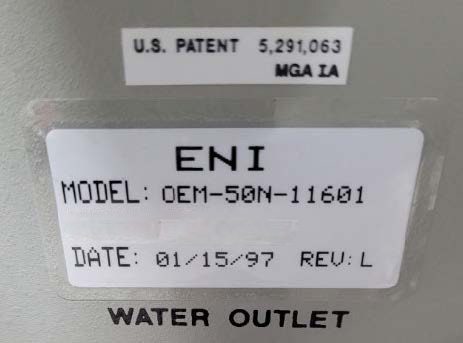 U.S. PATENT 5,291,063
MGA IA
ENI
MODEL: OEM-50N-11601
DATE: 01/15/97 REV: L
WATER OUTLET